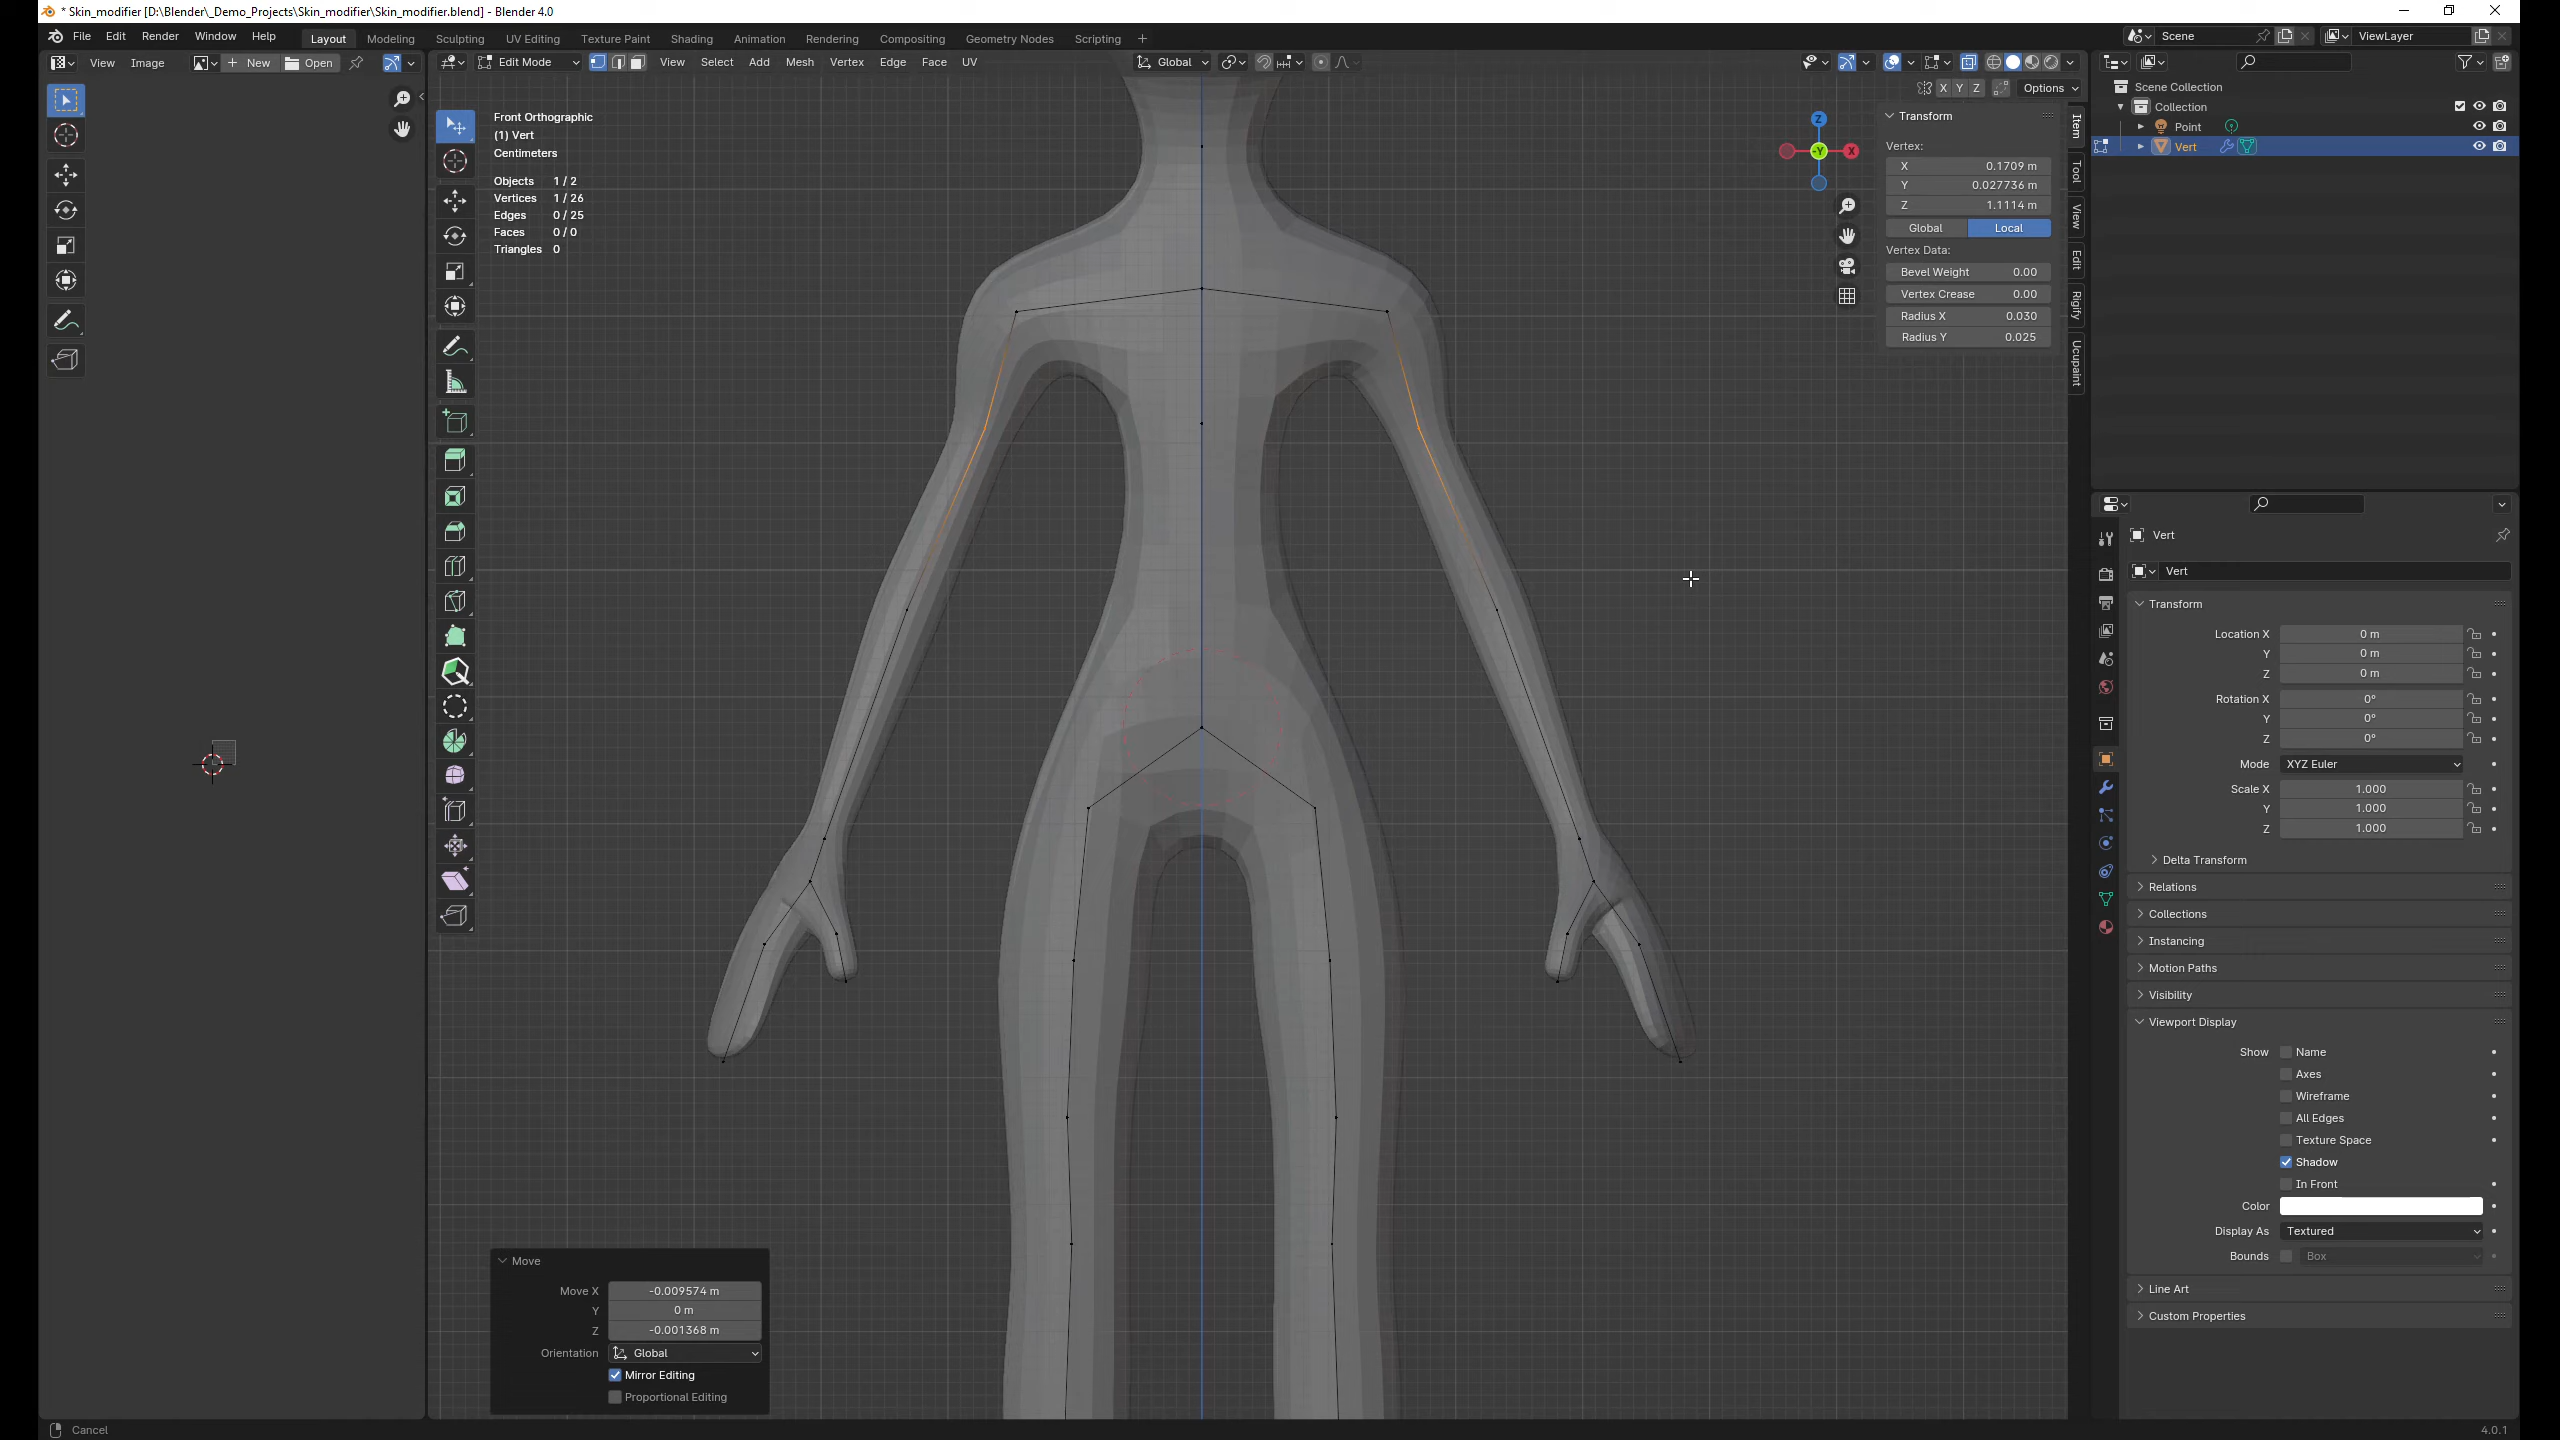 * Skin_modifier [D:\Blender\_Demo_Projects\Skin_modifier\Skin_modifier.blend] - Blender 4.0
File Edit Render Window Help Layout Modeling Sculpting UV Editing Texture Paint Shading Animation Rendering Compositing Geometry Nodes Scripting + Scene ViewLayer
View Image New Open Edit Mode View Select Add Mesh Vertex Edge Face UV Global
X Y Z Options
Front Orthographic
(1) Vert
Centimeters
Objects 1 / 2
Vertices 1 / 26
Edges 0 / 25
Faces 0 / 0
Triangles 0
Z
-Y
X
Transform
Vertex:
X 0.1709 m
Y 0.027736 m
Z 1.1114 m
Global Local
Vertex Data:
Bevel Weight 0.00
Vertex Crease 0.00
Radius X 0.030
Radius Y 0.025
Item
Tool
View
Edit
Rigify
Ucupaint
Scene Collection
Collection
Point
Vert
Vert
Vert
Transform
Location X 0 m
Y 0 m
Z 0 m
Rotation X 0°
Y 0°
Z 0°
Mode XYZ Euler
Scale X 1.000
Y 1.000
Z 1.000
Delta Transform
Relations
Collections
Instancing
Motion Paths
Visibility
Viewport Display
Show Name
Axes
Wireframe
All Edges
Texture Space
Shadow
In Front
Color
Display As Textured
Bounds Box
Line Art
Custom Properties
Move
Move X -0.009574 m
Y 0 m
Z -0.001368 m
Orientation Global
Mirror Editing
Proportional Editing
Cancel
4.0.1